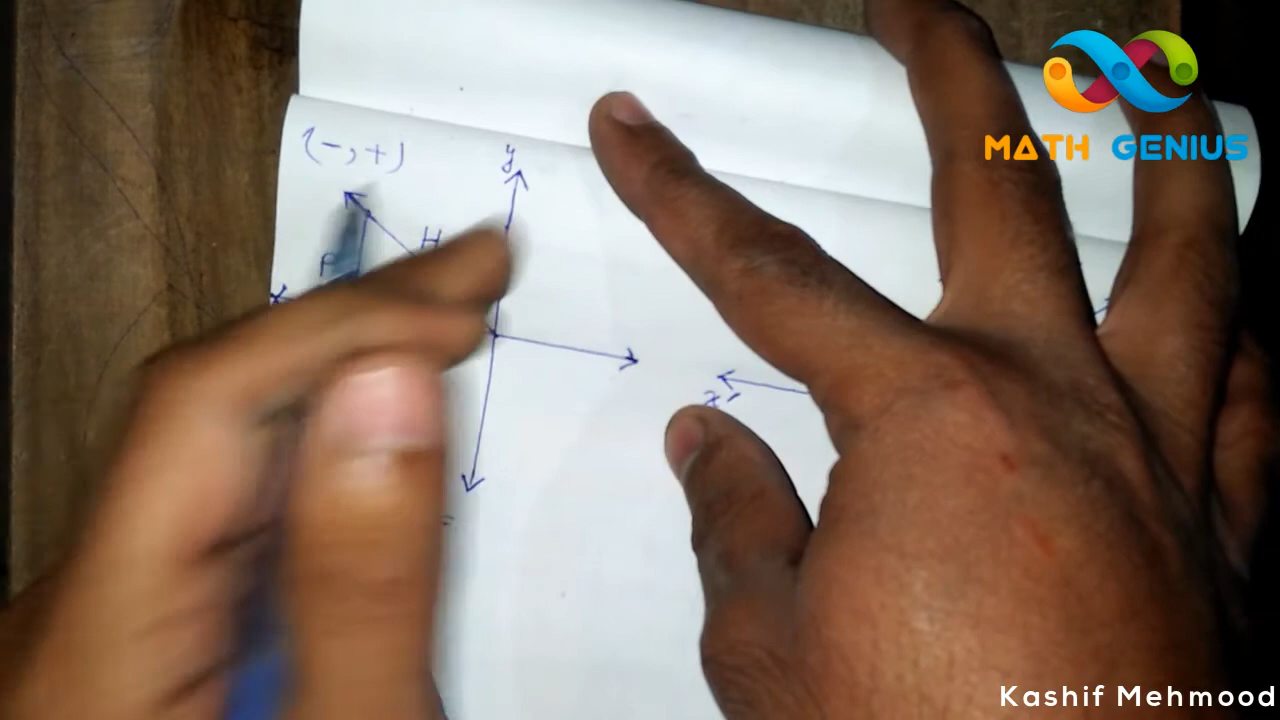 MATH GENIUS
(-,+)
y
H
P
x
x'
Kashif Mehmood